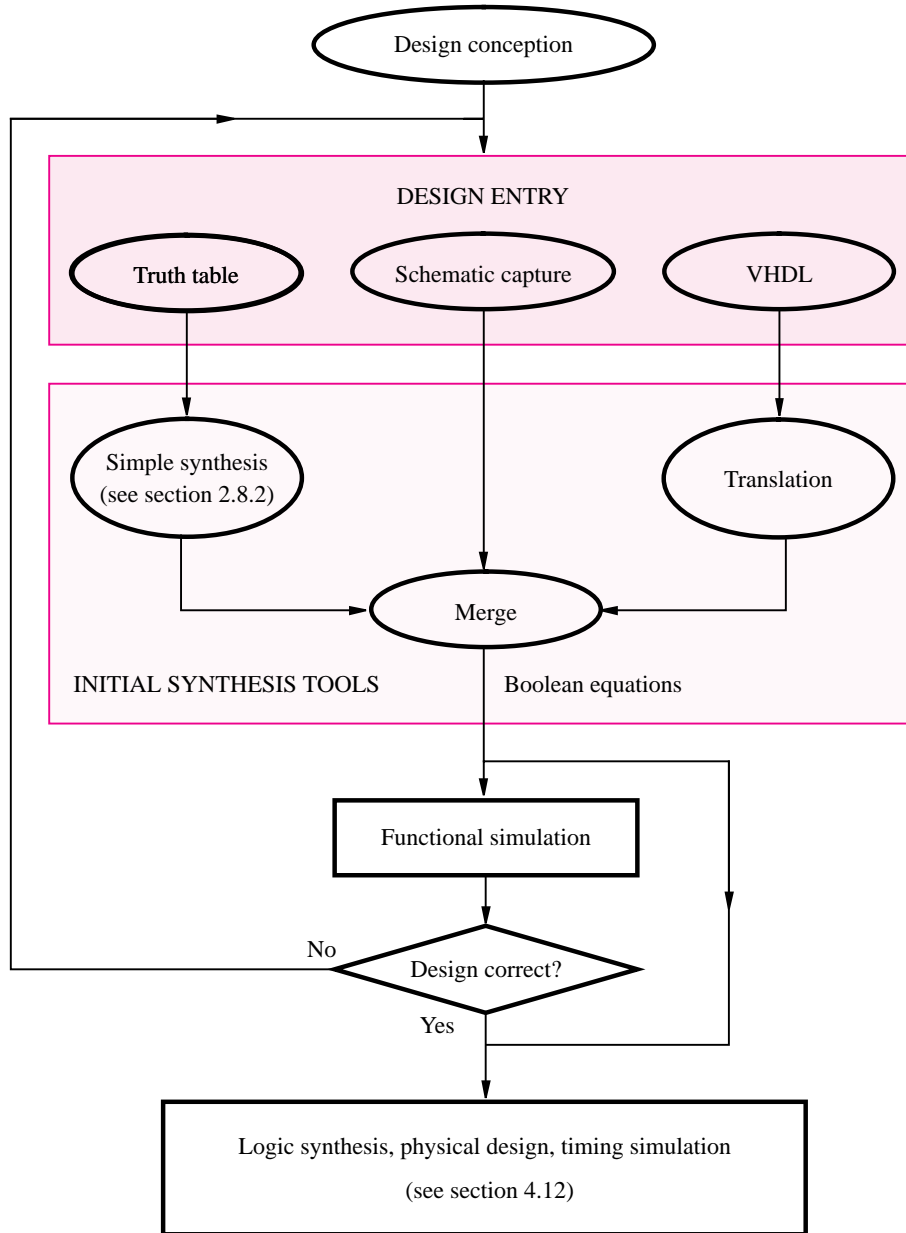 Design conception
DESIGN ENTRY
Truth table
Schematic capture
VHDL
Simple synthesis
(see section 2.8.2)
Translation
Merge
INITIAL SYNTHESIS TOOLS
Boolean equations
Functional simulation
No
Design correct?
Yes
Logic synthesis, physical design, timing simulation
(see section 4.12)